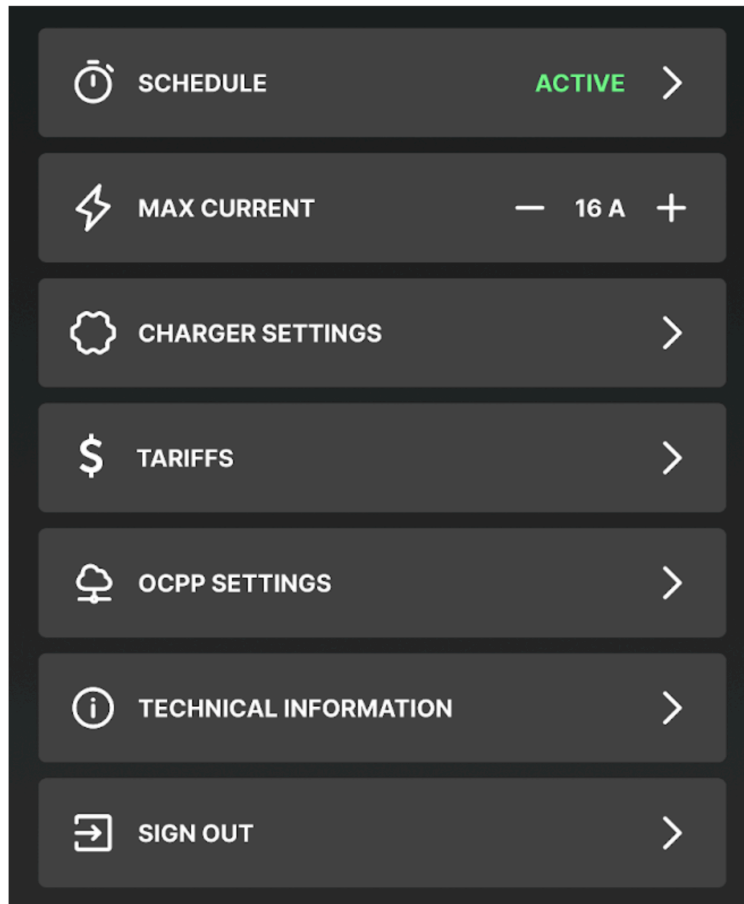 SCHEDULE ACTIVE
MAX CURRENT 16 A
CHARGER SETTINGS
$ TARIFFS
OCPP SETTINGS
TECHNICAL INFORMATION
SIGN OUT